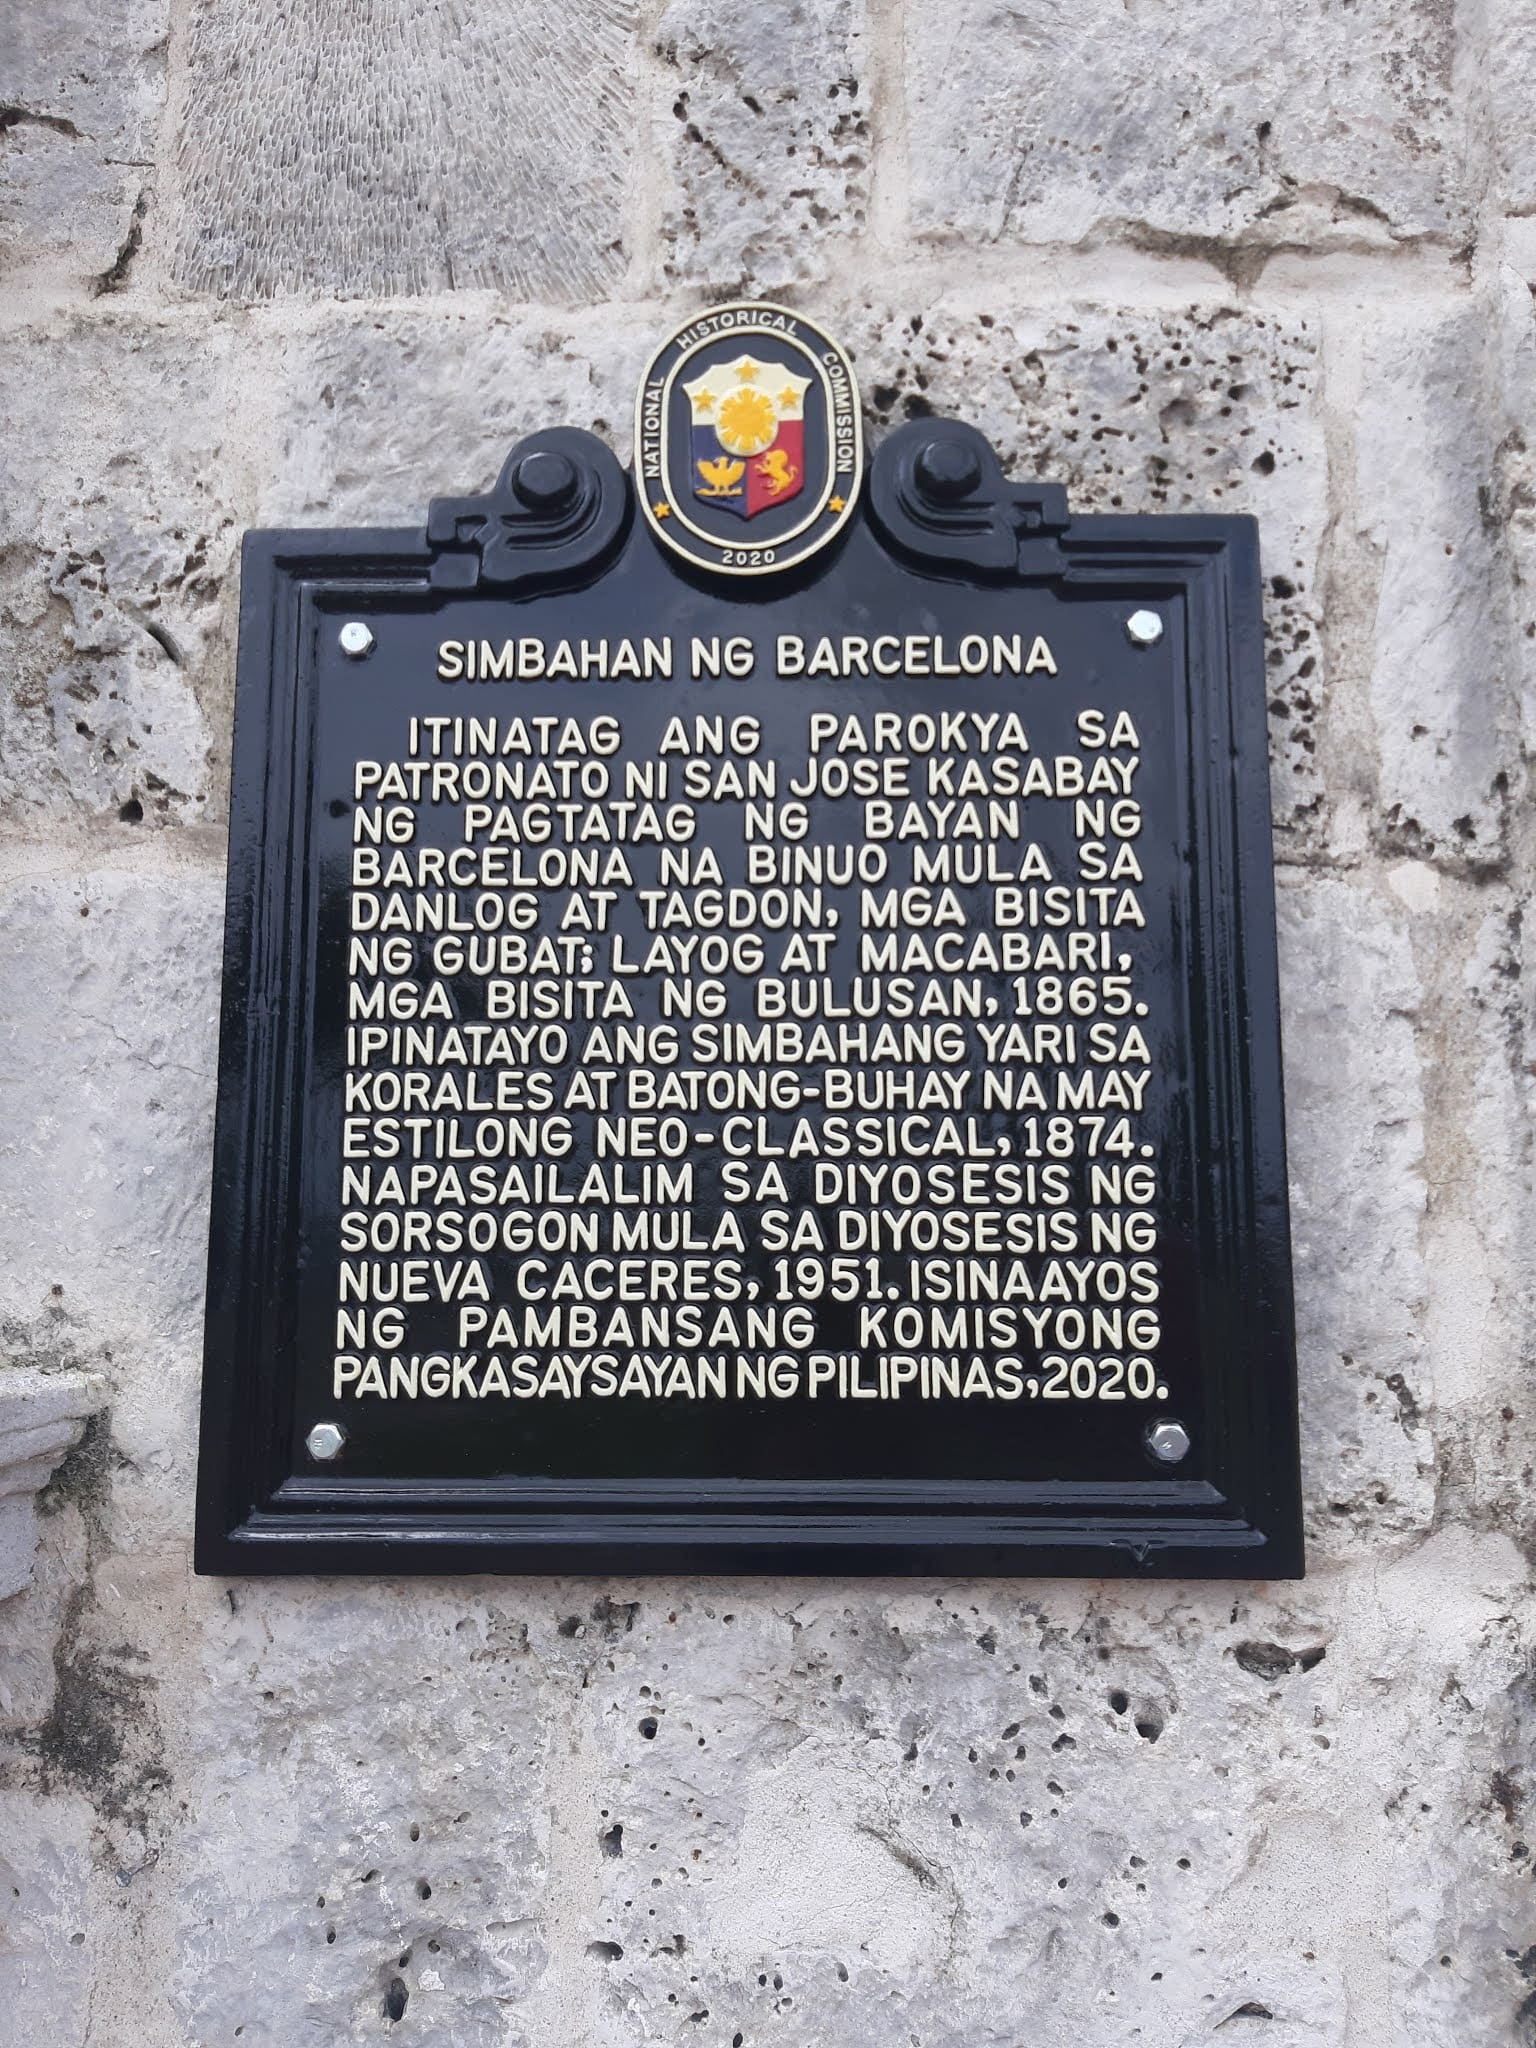 NATIONAL HISTORICAL COMMISSION
2020
SIMBAHAN NG BARCELONA
ITINATAG ANG PAROKYA SA
PATRONATO NI SAN JOSE KASABAY
NG PAGTATAG NG BAYAN NG
BARCELONA NA BINUO MULA SA
DANLOG AT TAGDON, MGA BISITA
NG GUBAT; LAYOG AT MACABARI,
MGA BISITA NG BULUSAN, 1865.
IPINATAYO ANG SIMBAHANG YARI SA
KORALES AT BATONG-BUHAY NA MAY
ESTILONG NEO-CLASSICAL, 1874.
NAPASAILALIM SA DIYOSESIS NG
SORSOGON MULA SA DIYOSESIS NG
NUEVA CACERES, 1951. ISINAAYOS
NG PAMBANSANG KOMISYONG
PANGKASAYSAYAN NG PILIPINAS, 2020.